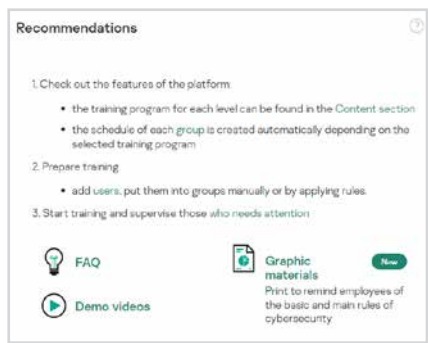 Recommendations
1. Check out the features of the platform:
• the training program for each level can be found in the Content section
• the schedule of each group is created automatically depending on the
selected training program
2. Prepare training
• add users, put them into groups manually or by applying rules.
3. Start training and supervise those who needs attention
FAQ
Demo videos
Graphic
materials
New
Print to remind employees of
the basic and main rules of
cybersecurity